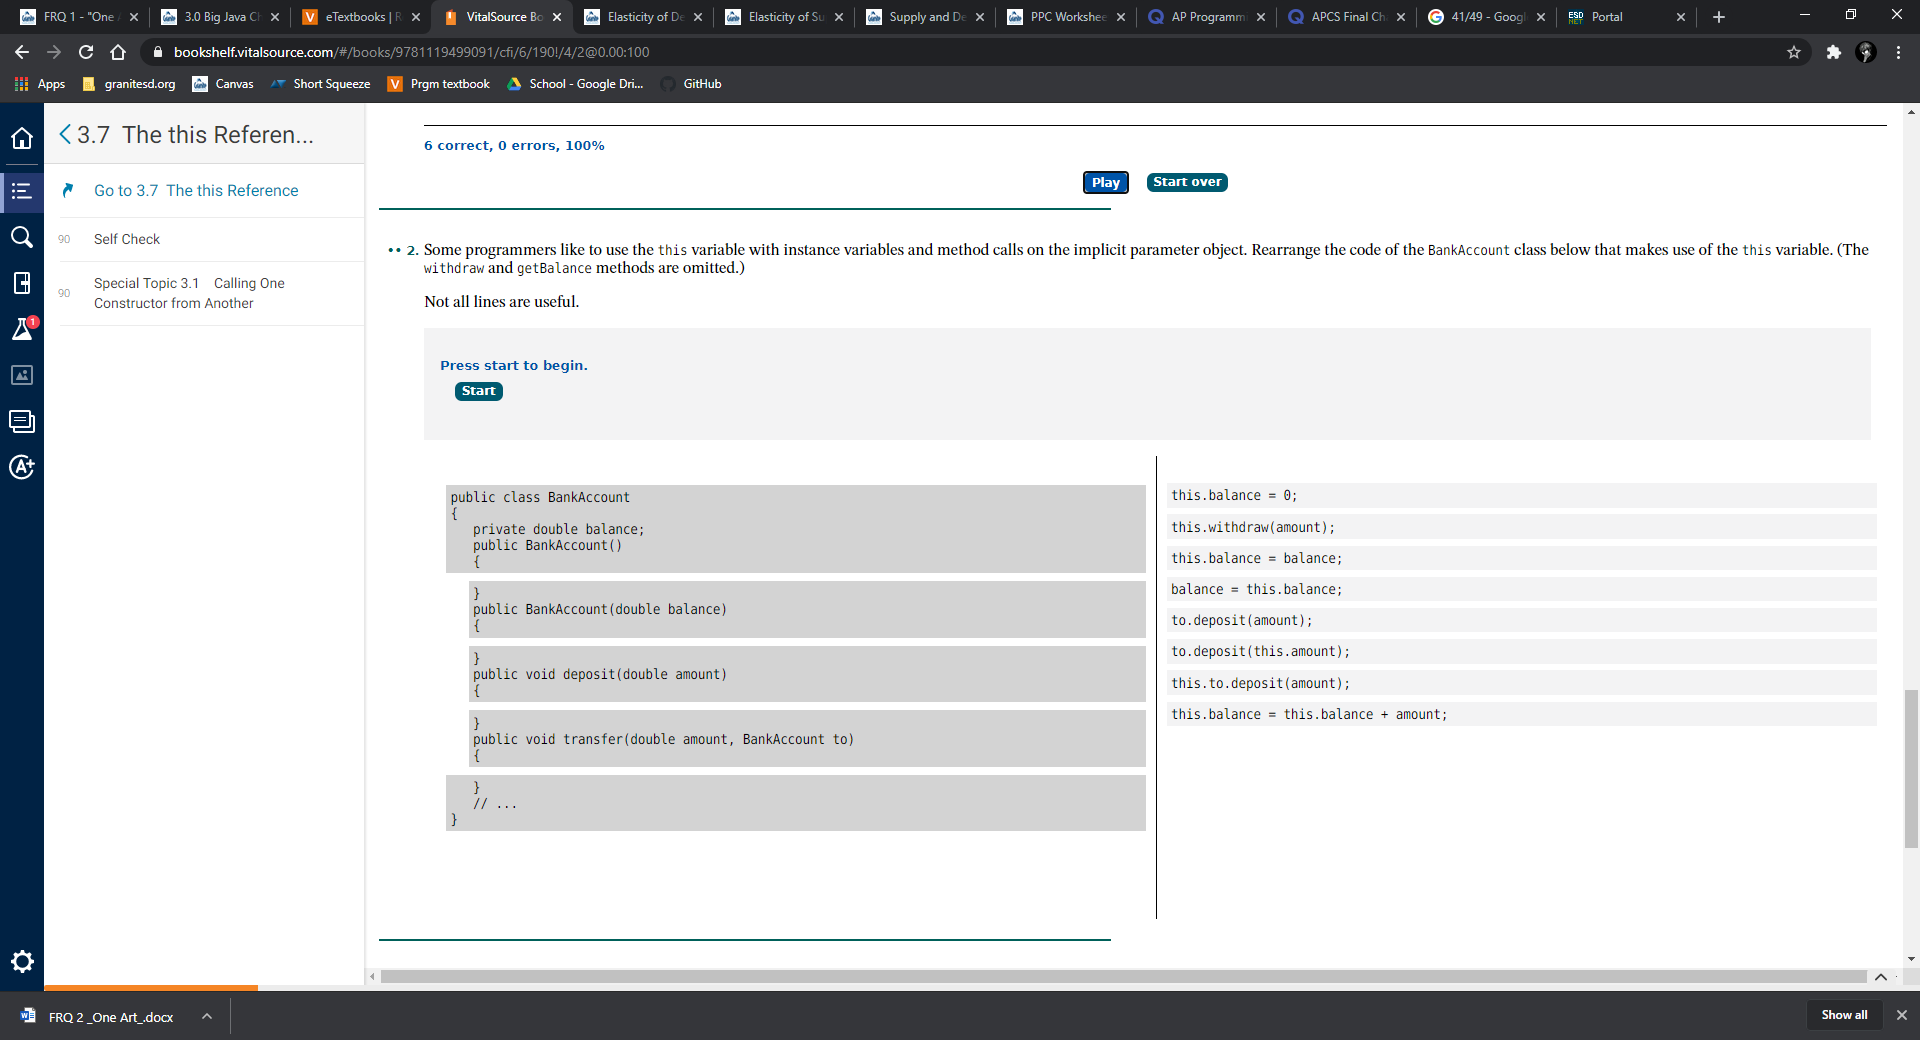 FRQ 1 - "One A
3.0 Big Java Ch
eTextbooks | R
VitalSource Bo
Elasticity of De
Elasticity of Su
Supply and De
PPC Workshee
AP Programmi
APCS Final Ch
41/49 - Googl
ESD NET Portal
bookshelf.vitalsource.com/#/books/9781119499091/cfi/6/190!/4/2@0.00:100
Apps
granitesd.org
Canvas
Short Squeeze
V Prgm textbook
School - Google Dri...
GitHub
3.7 The this Referen...
6 correct, 0 errors, 100%
Play
Start over
Go to 3.7 The this Reference
90 Self Check
90 Special Topic 3.1 Calling One
Constructor from Another
1
A+
•• 2. Some programmers like to use the this variable with instance variables and method calls on the implicit parameter object. Rearrange the code of the BankAccount class below that makes use of the this variable. (The
withdraw and getBalance methods are omitted.)
Not all lines are useful.
Press start to begin.
Start
public class BankAccount
{
private double balance;
public BankAccount()
{
}
public BankAccount(double balance)
{
}
public void deposit(double amount)
{
}
public void transfer(double amount, BankAccount to)
{
}
// ...
}
this.balance = 0;
this.withdraw(amount);
this.balance = balance;
balance = this.balance;
to.deposit(amount);
to.deposit(this.amount);
this.to.deposit(amount);
this.balance = this.balance + amount;
FRQ 2 _One Art_.docx
Show all